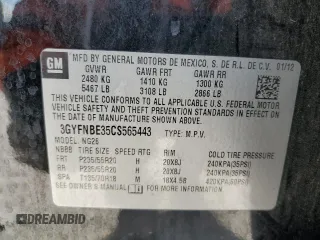 GM
MFD BY GENERAL MOTORS DE MEXICO, S. DE R.L. DE C.V. 01/12
GVWR GAWR FRT GAWR RR
2480 KG 1410 KG 1300 KG
5467 LB 3108 LB 2866 LB
THIS VEHICLE CONFORMS TO ALL APPLICABLE U.S. FEDERAL MOTOR
VEHICLE SAFETY AND THEFT PREVENTION STANDARDS IN EFFECT ON
THE DATE OF MANUFACTURE SHOWN ABOVE.
3GYFNBE35CS565443 TYPE: M.P.V.
MODEL: NG26
TIRE SIZE SPEED RTG RIM COLD TIRE PRESSURE
FRT P235/55R20 H 20X8J 240KPA(35PSI)
RR P235/55R20 H 20X8J 240KPA(35PSI)
SPA M
DREAMBID